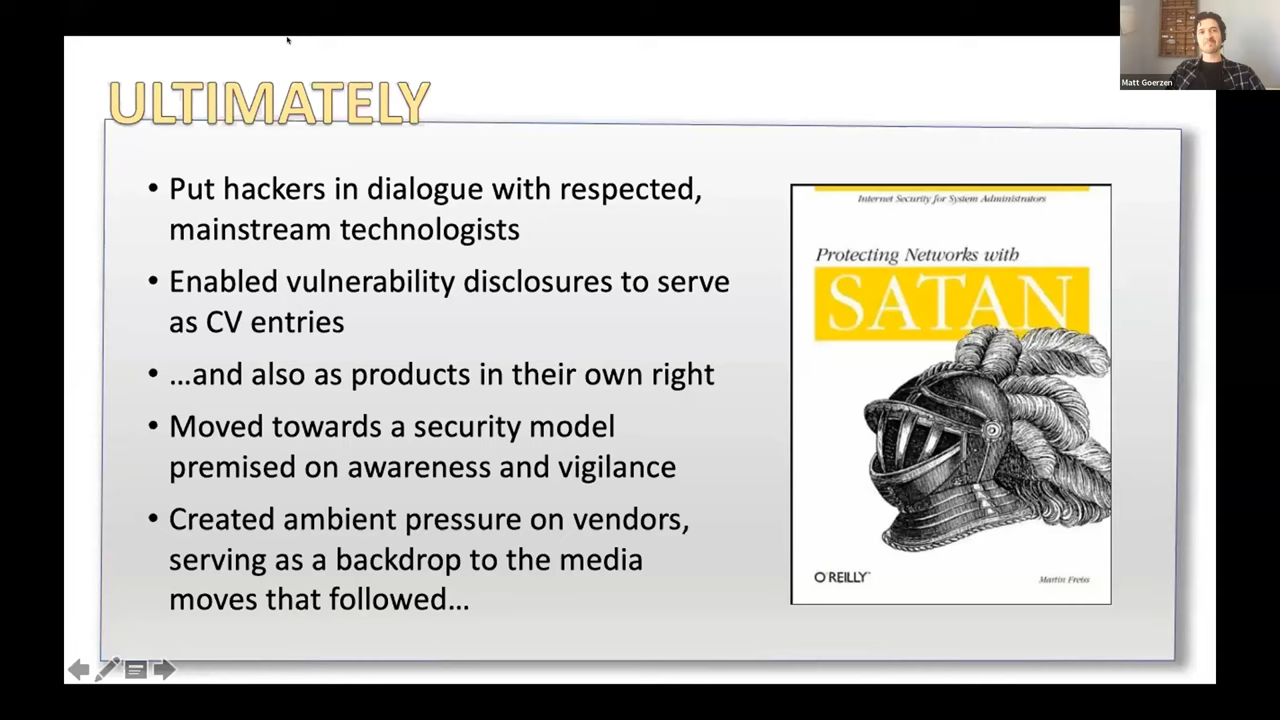 Matt Goerzen
ULTIMATELY
• Put hackers in dialogue with respected,
mainstream technologists
• Enabled vulnerability disclosures to serve
as CV entries
• …and also as products in their own right
• Moved towards a security model
premised on awareness and vigilance
• Created ambient pressure on vendors,
serving as a backdrop to the media
moves that followed…
Internet Security for System Administrators
Protecting Networks with
SATAN
O'REILLY™
Martin Freiss